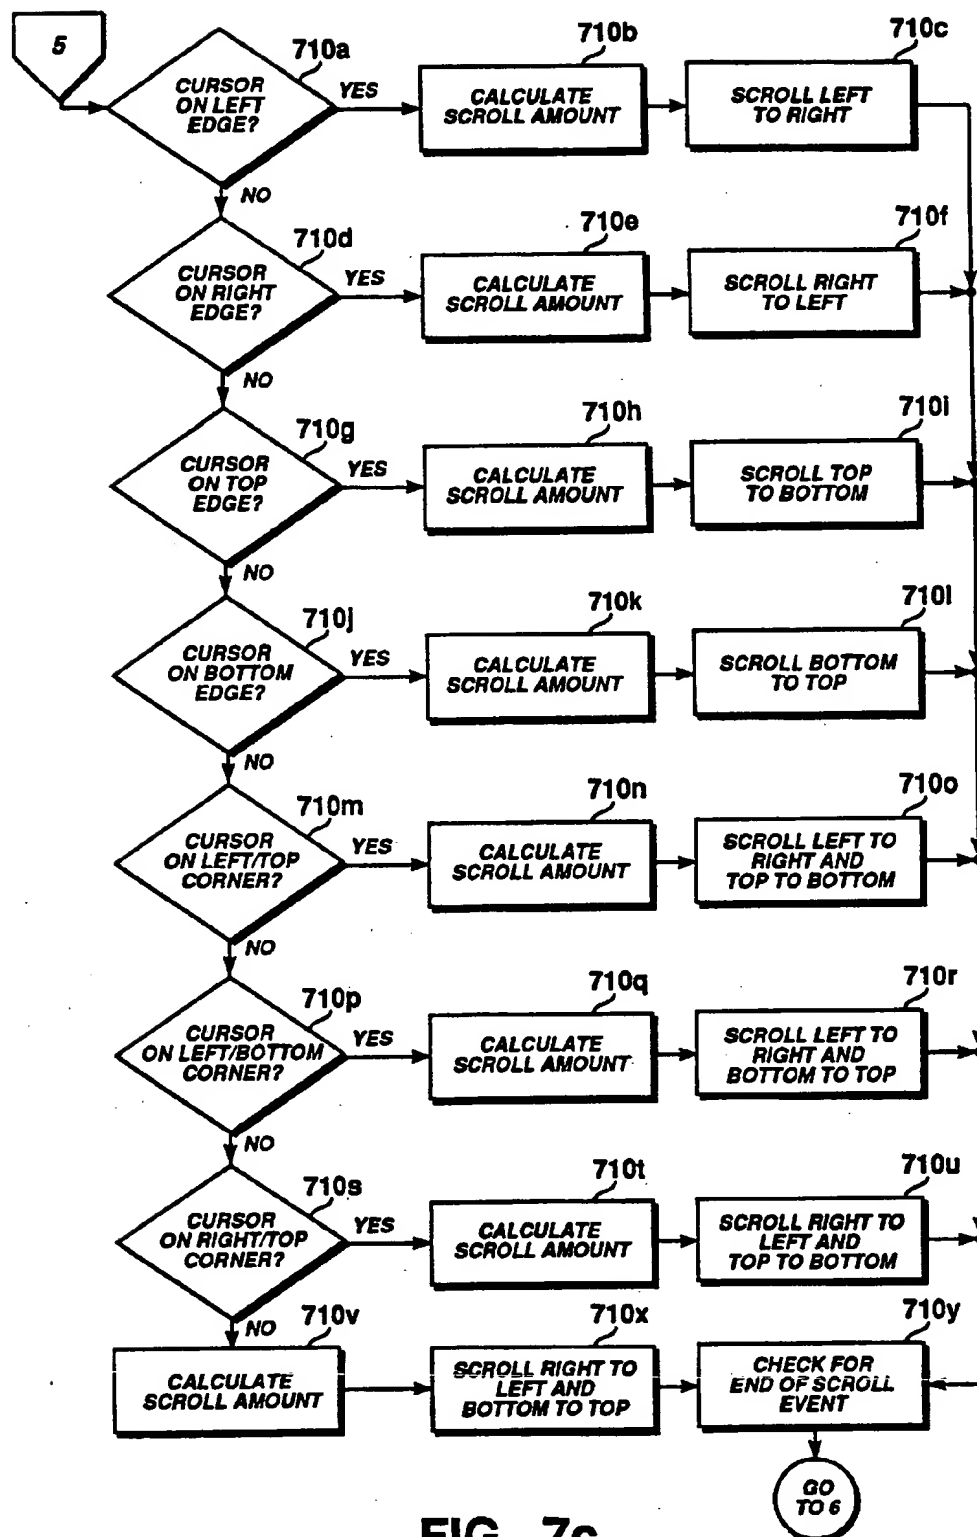 5
710a
CURSOR
ON LEFT
EDGE?
YES
710b
CALCULATE
SCROLL AMOUNT
710c
SCROLL LEFT
TO RIGHT
NO
710d
CURSOR
ON RIGHT
EDGE?
YES
710e
CALCULATE
SCROLL AMOUNT
710f
SCROLL RIGHT
TO LEFT
NO
710g
CURSOR
ON TOP
EDGE?
YES
710h
CALCULATE
SCROLL AMOUNT
710i
SCROLL TOP
TO BOTTOM
NO
710j
CURSOR
ON BOTTOM
EDGE?
YES
710k
CALCULATE
SCROLL AMOUNT
710l
SCROLL BOTTOM
TO TOP
NO
710m
CURSOR
ON LEFT/TOP
CORNER?
YES
710n
CALCULATE
SCROLL AMOUNT
710o
SCROLL LEFT TO
RIGHT AND
TOP TO BOTTOM
NO
710p
CURSOR
ON LEFT/BOTTOM
CORNER?
YES
710q
CALCULATE
SCROLL AMOUNT
710r
SCROLL LEFT TO
RIGHT AND
BOTTOM TO TOP
NO
710s
CURSOR
ON RIGHT/TOP
CORNER?
YES
710t
CALCULATE
SCROLL AMOUNT
710u
SCROLL RIGHT TO
LEFT AND
TOP TO BOTTOM
NO
710v
CALCULATE
SCROLL AMOUNT
710x
SCROLL RIGHT TO
LEFT AND
BOTTOM TO TOP
710y
CHECK FOR
END OF SCROLL
EVENT
GO
TO 6
FIG. 7c